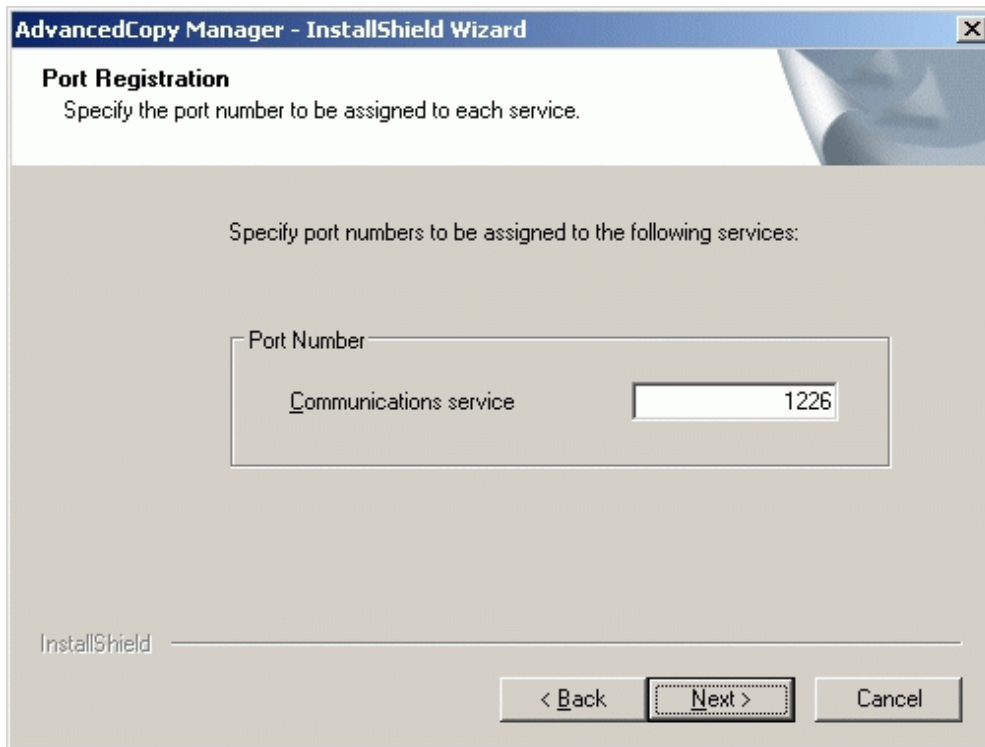 AdvancedCopy Manager - InstallShield Wizard
Port Registration
Specify the port number to be assigned to each service.
Specify port numbers to be assigned to the following services:
Port Number
Communications service 1226
InstallShield
< Back Next > Cancel